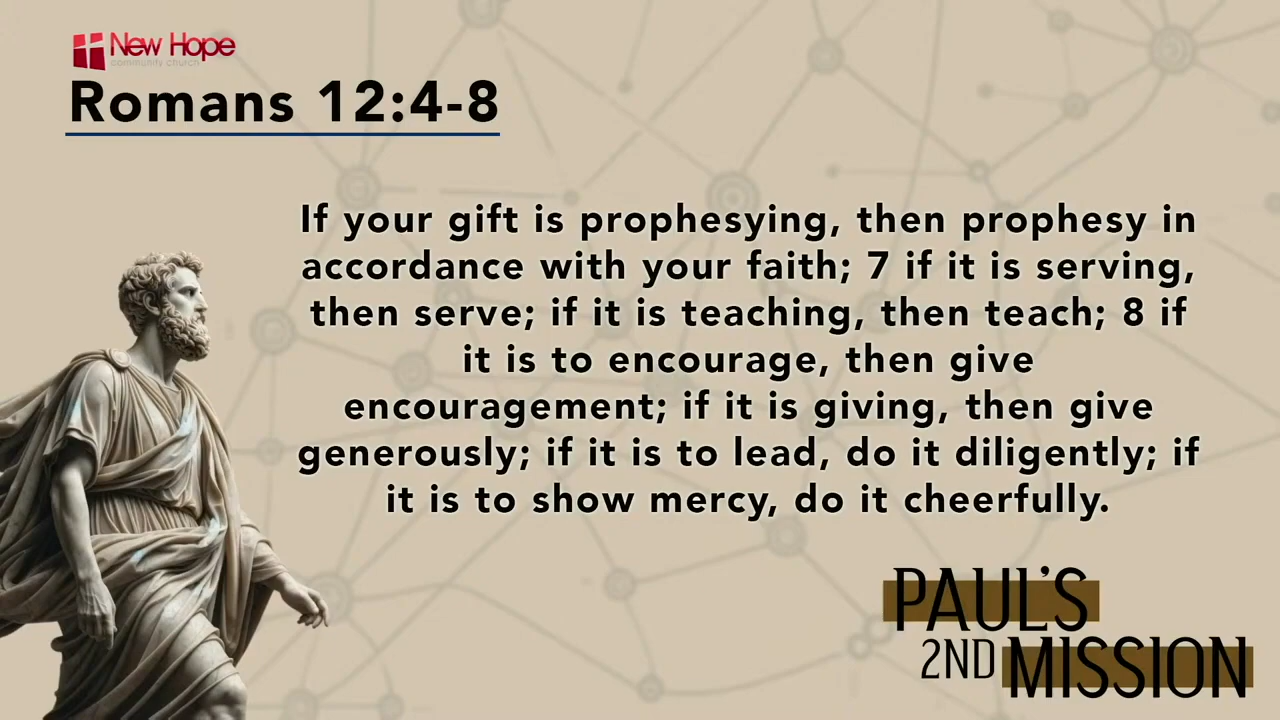 New Hope
community church
Romans 12:4-8
If your gift is prophesying, then prophesy in
accordance with your faith; 7 if it is serving,
then serve; if it is teaching, then teach; 8 if
it is to encourage, then give
encouragement; if it is giving, then give
generously; if it is to lead, do it diligently; if
it is to show mercy, do it cheerfully.
PAUL'S
2ND MISSION